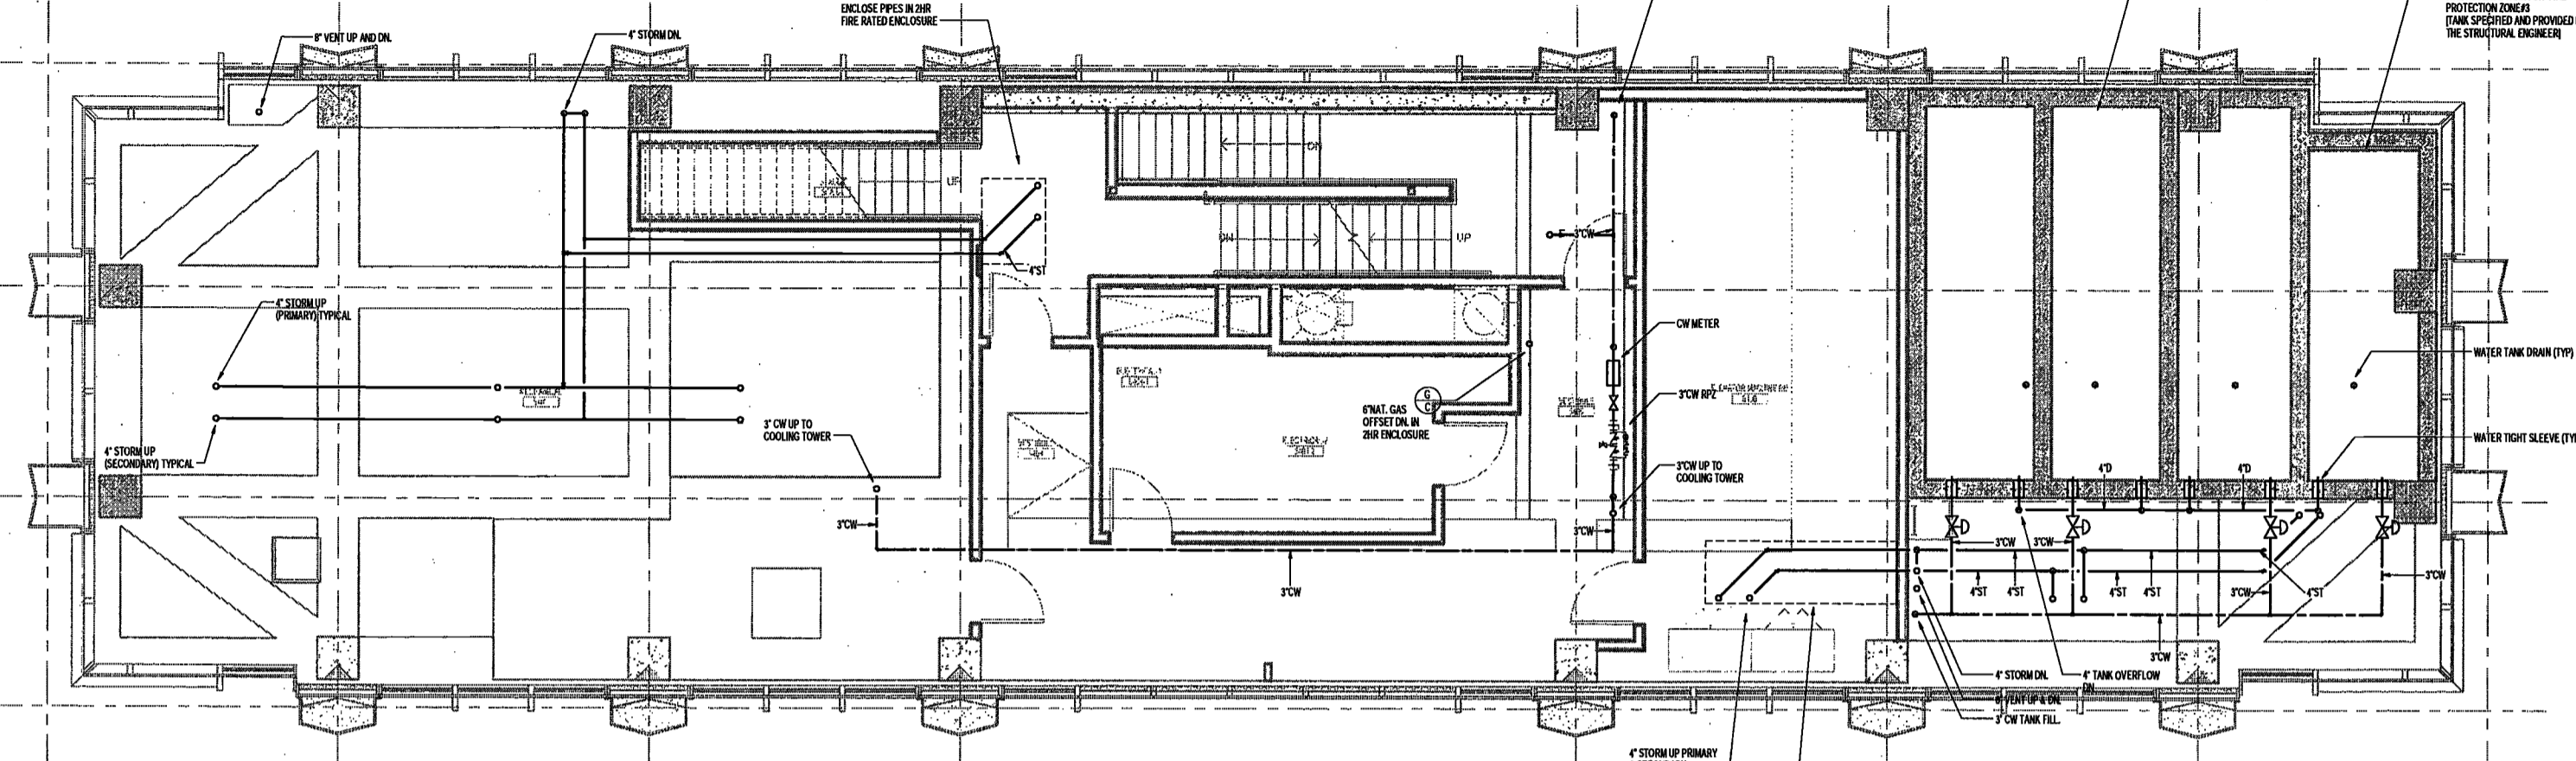 ENCLOSE PIPES IN 2HR
FIRE RATED ENCLOSURE
PROTECTION ZONE#3
[TANK SPECIFIED AND PROVIDED
THE STRUCTURAL ENGINEER]
8" VENT UP AND DN.
4" STORM DN.
DN
UP
3"CW
DN
UP
4"ST
4" STORM UP
(PRIMARY) TYPICAL
CW METER
WATER TANK DRAIN (TYP)
3"CW RPZ
G
C
6"NAT. GAS
OFFSET DN. IN
2HR ENCLOSURE
3" CW UP TO
COOLING TOWER
4" STORM UP
(SECONDARY) TYPICAL
WATER TIGHT SLEEVE (TYP
3"CW UP TO
COOLING TOWER
4"D
4"D
3"CW
3"CW
3"CW
3"CW
3"CW
3"CW
4"ST
4"ST
4"ST
4"ST
3"CW
4"ST
3"CW
4" STORM DN.
4" TANK OVERFLOW
DN
VENT UP & DN.
3" CW TANK FILL.
4" STORM UP PRIMARY